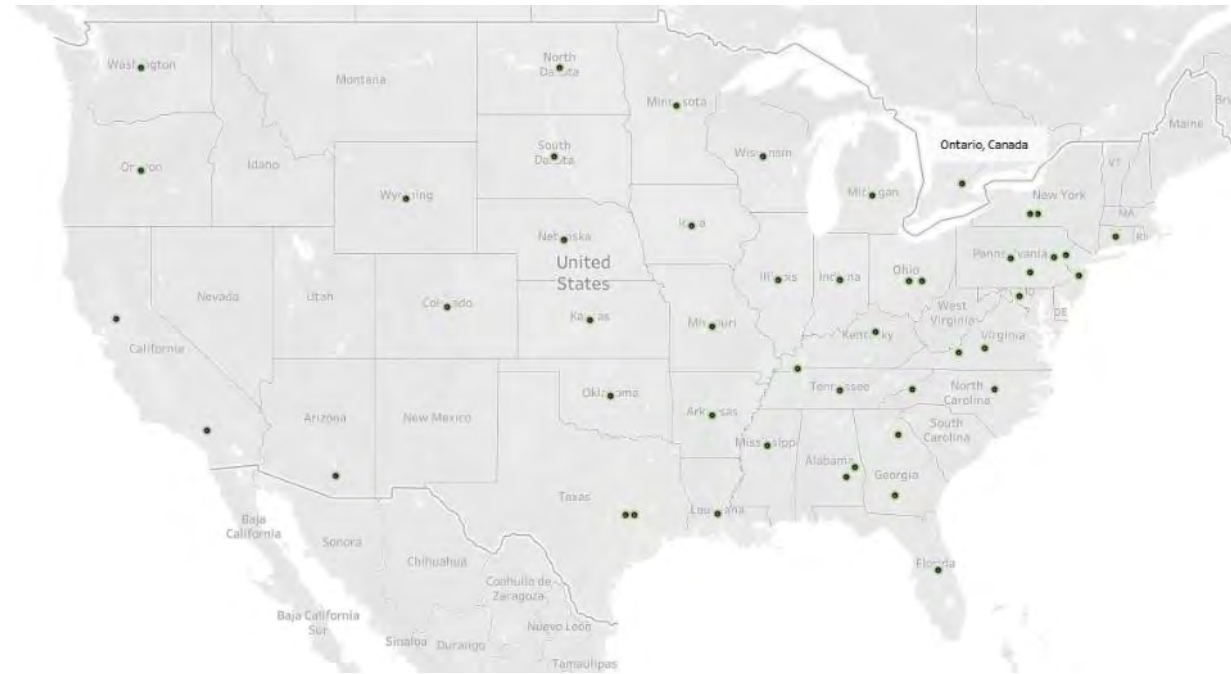 Washington
North
Dakota
Montana
Minnesota
Maine
Ontario, Canada
VT
Oregon
Idaho
South
Dakota
Wisconsin
Michigan
New York
Wyoming
MA
Iowa
RI
Nebraska
United
States
Pennsylvania
Nevada
Utah
Colorado
Illinois
Indiana
Ohio
Kansas
Missouri
West
Virginia
DE
California
Kentucky
Virginia
Oklahoma
Tennessee
North
Carolina
Arizona
New Mexico
Arkansas
South
Carolina
Mississippi
Alabama
Georgia
Texas
Louisiana
Baja
California
Sonora
Chihuahua
Florida
Coahuila de
Zaragoza
Baja California
Sur
Nuevo León
Sinaloa
Durango
Tamaulipas